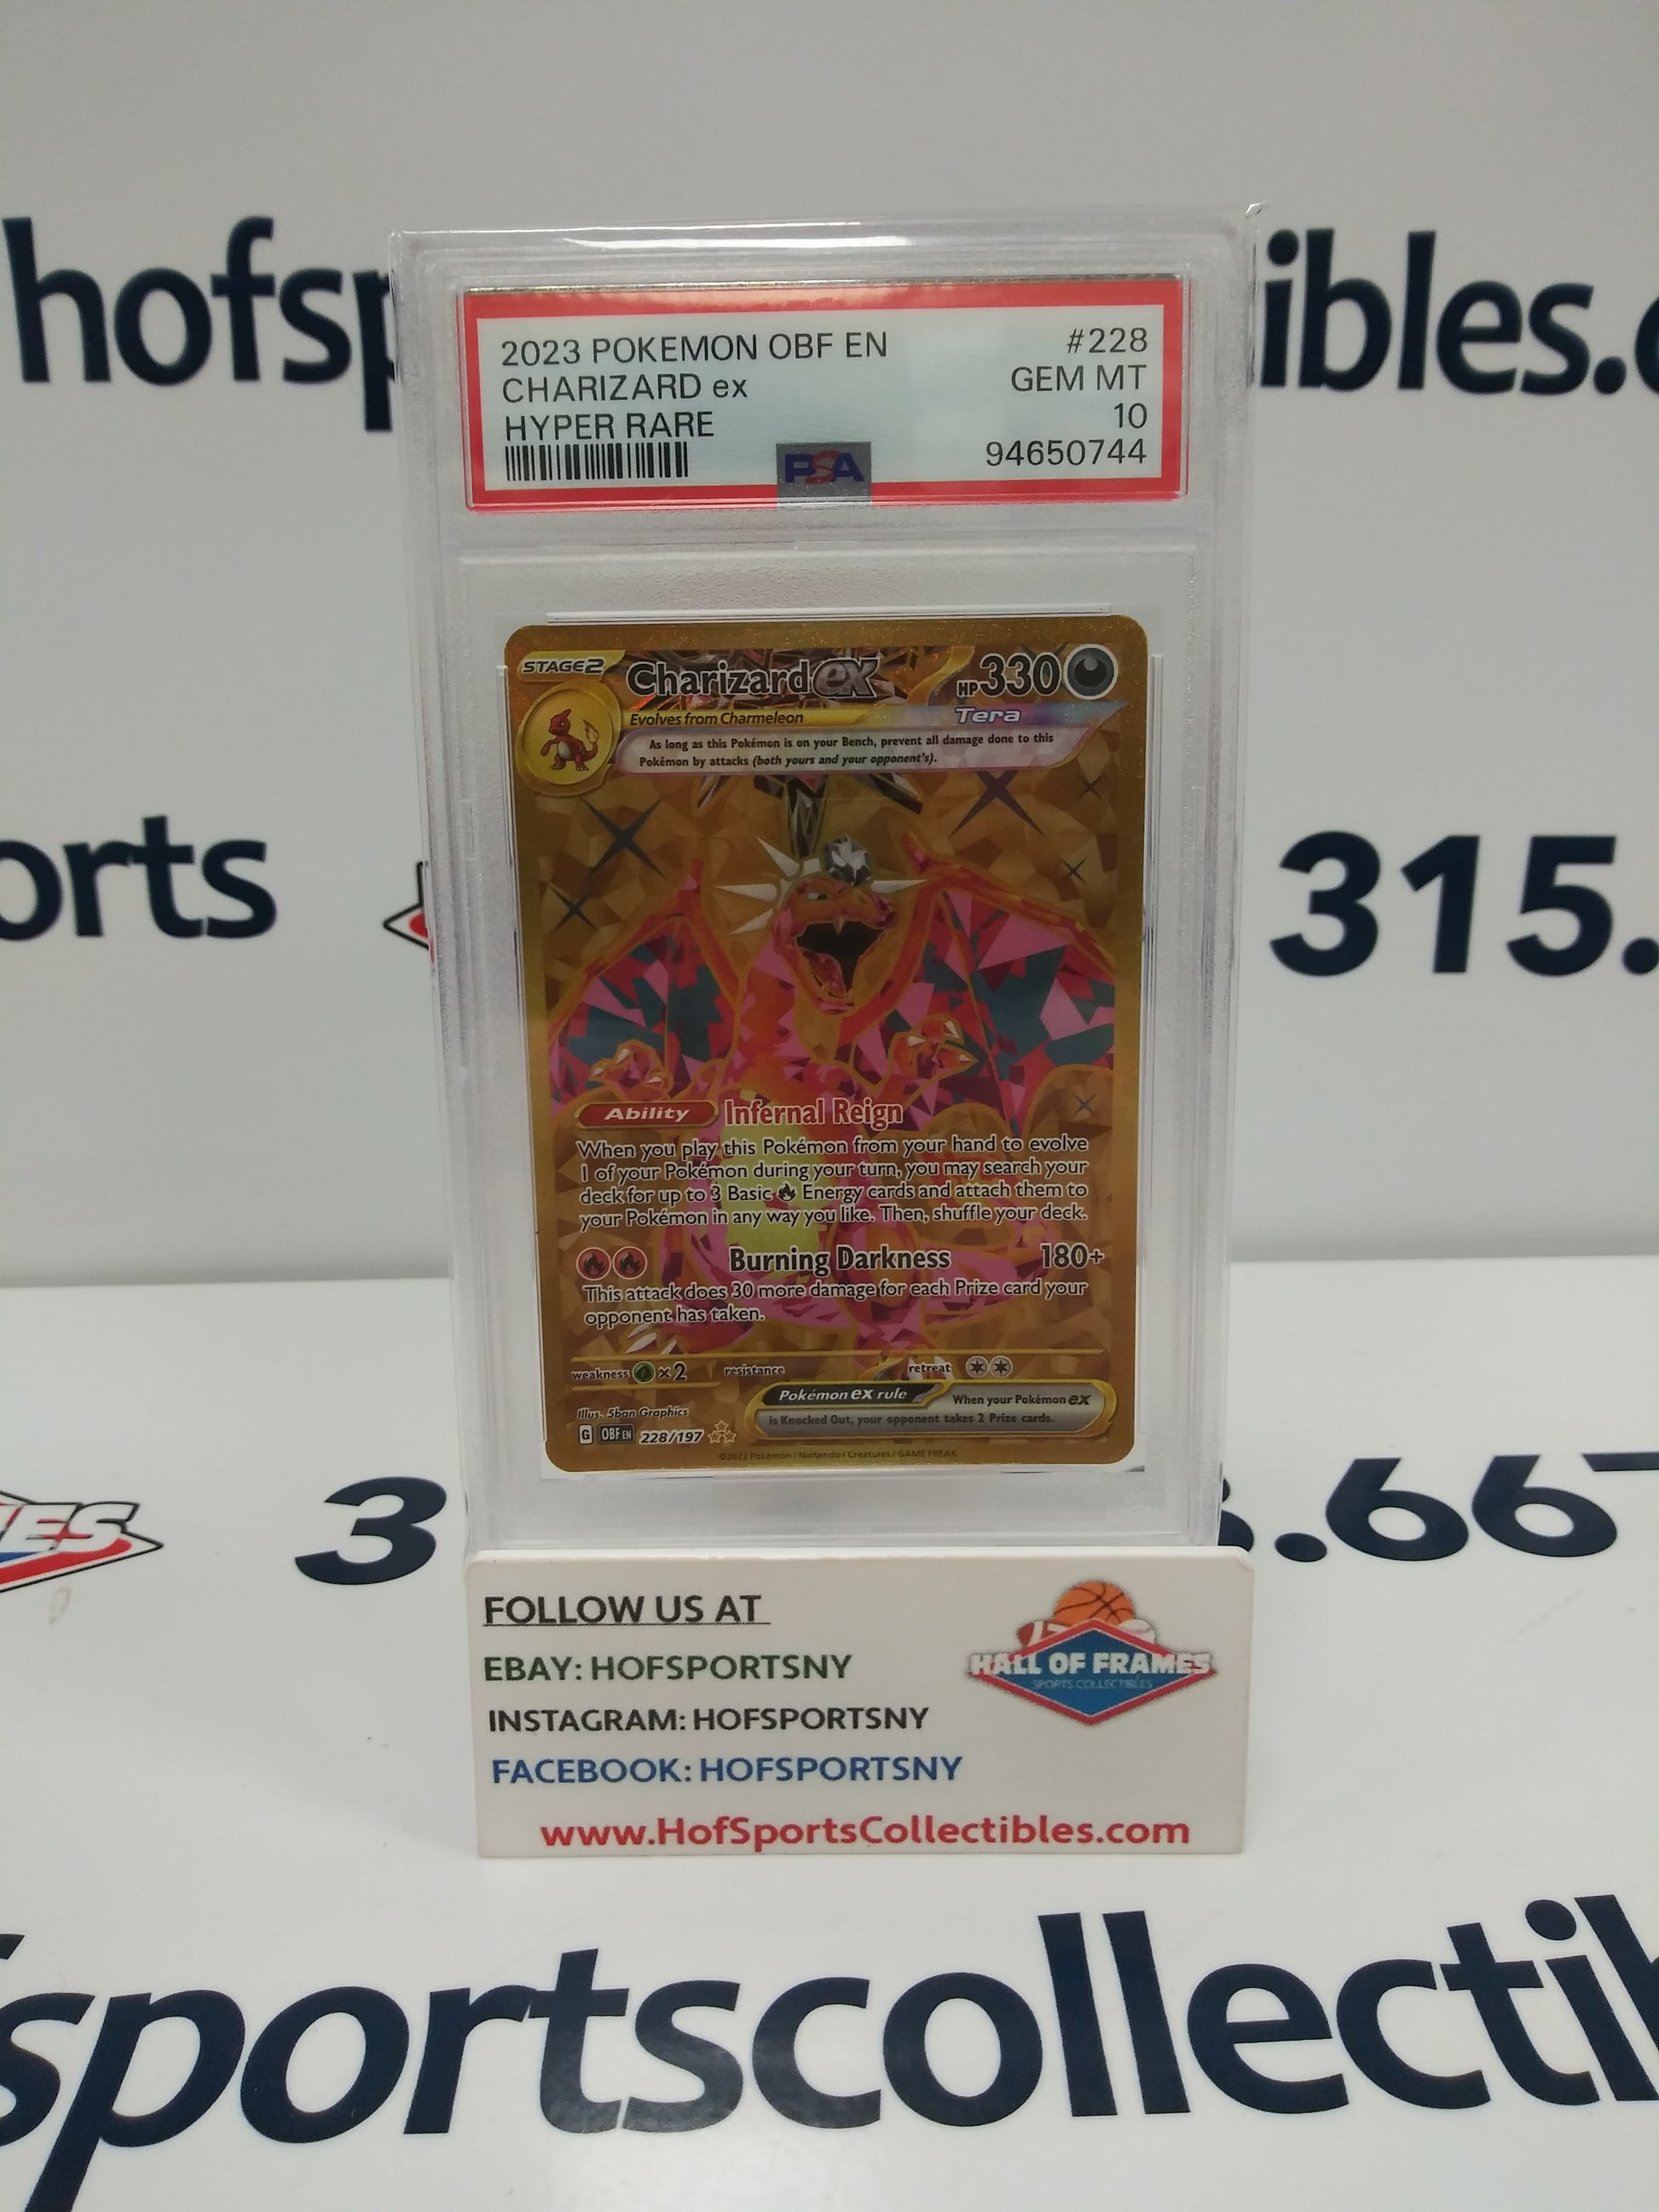 hofsp
ibles.c
2023 POKEMON OBF EN #228
CHARIZARD ex GEM MT
HYPER RARE 10
94650744
PSA
STAGE2 Charizard ex HP330
Evolves from Charmeleon Tera
As long as this Pokémon is on your Bench, prevent all damage done to this
Pokémon by attacks (both yours and your opponent's).
orts
315.
Ability Infernal Reign
When you play this Pokémon from your hand to evolve
1 of your Pokémon during your turn, you may search your
deck for up to 3 Basic Energy cards and attach them to
your Pokémon in any way you like. Then, shuffle your deck.
Burning Darkness 180+
This attack does 30 more damage for each Prize card your
opponent has taken.
weakness ×2 resistance retreat
Pokémon ex rule When your Pokémon ex
is Knocked Out, your opponent takes 2 Prize cards.
Illus. 5ban Graphics
G OBF EN 228/197
©2023 Pokémon / Nintendo / Creatures / GAME FREAK
MES
3
.66
FOLLOW US AT
EBAY: HOFSPORTSNY
INSTAGRAM: HOFSPORTSNY
FACEBOOK: HOFSPORTSNY
HALL OF FRAMES
SPORTS COLLECTIBLES
www.HofSportsCollectibles.com
sportscollectib